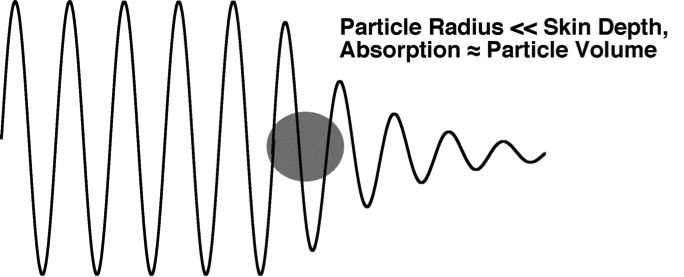 Particle Radius << Skin Depth,
Absorption ≈ Particle Volume